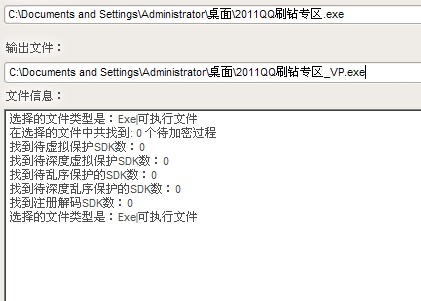 C:\Documents and Settings\Administrator\桌面\2011QQ刷钻专区.exe
输出文件：
C:\Documents and Settings\Administrator\桌面\2011QQ刷钻专区_VP.exe
文件信息：
选择的文件类型是：Exe|可执行文件
在选择的文件中共找到: 0 个待加密过程
找到待虚拟保护SDK数：0
找到待深度虚拟保护SDK数：0
找到待乱序保护的SDK数：0
找到待深度乱序保护的SDK数：0
找到注册解码SDK数：0
选择的文件类型是：Exe|可执行文件